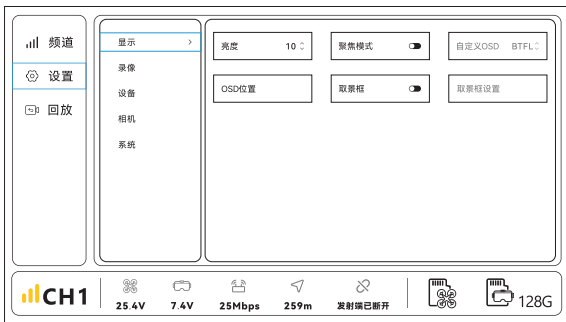 频道
设置
回放
显示
录像
设备
相机
系统
亮度 10 聚焦模式 自定义OSD BTFL
OSD位置 取景框 取景框设置
CH1 25.4V 7.4V 25Mbps 259m 发射端已断开 128G